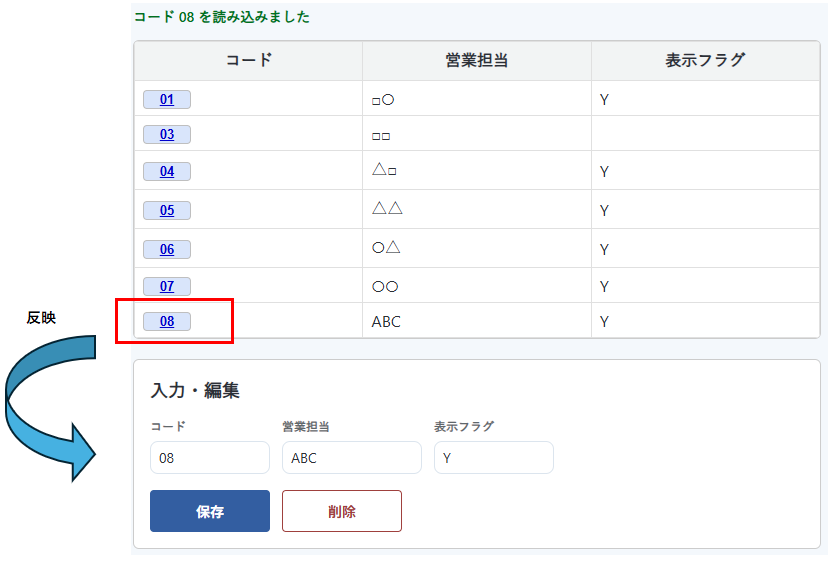 コード 08 を読み込みました
コード 営業担当 表示フラグ
01 □〇 Y
03 □□
04 △□ Y
05 △△ Y
06 〇△ Y
07 〇〇 Y
08 ABC Y
反映
入力・編集
コード 営業担当 表示フラグ
08 ABC Y
保存 削除